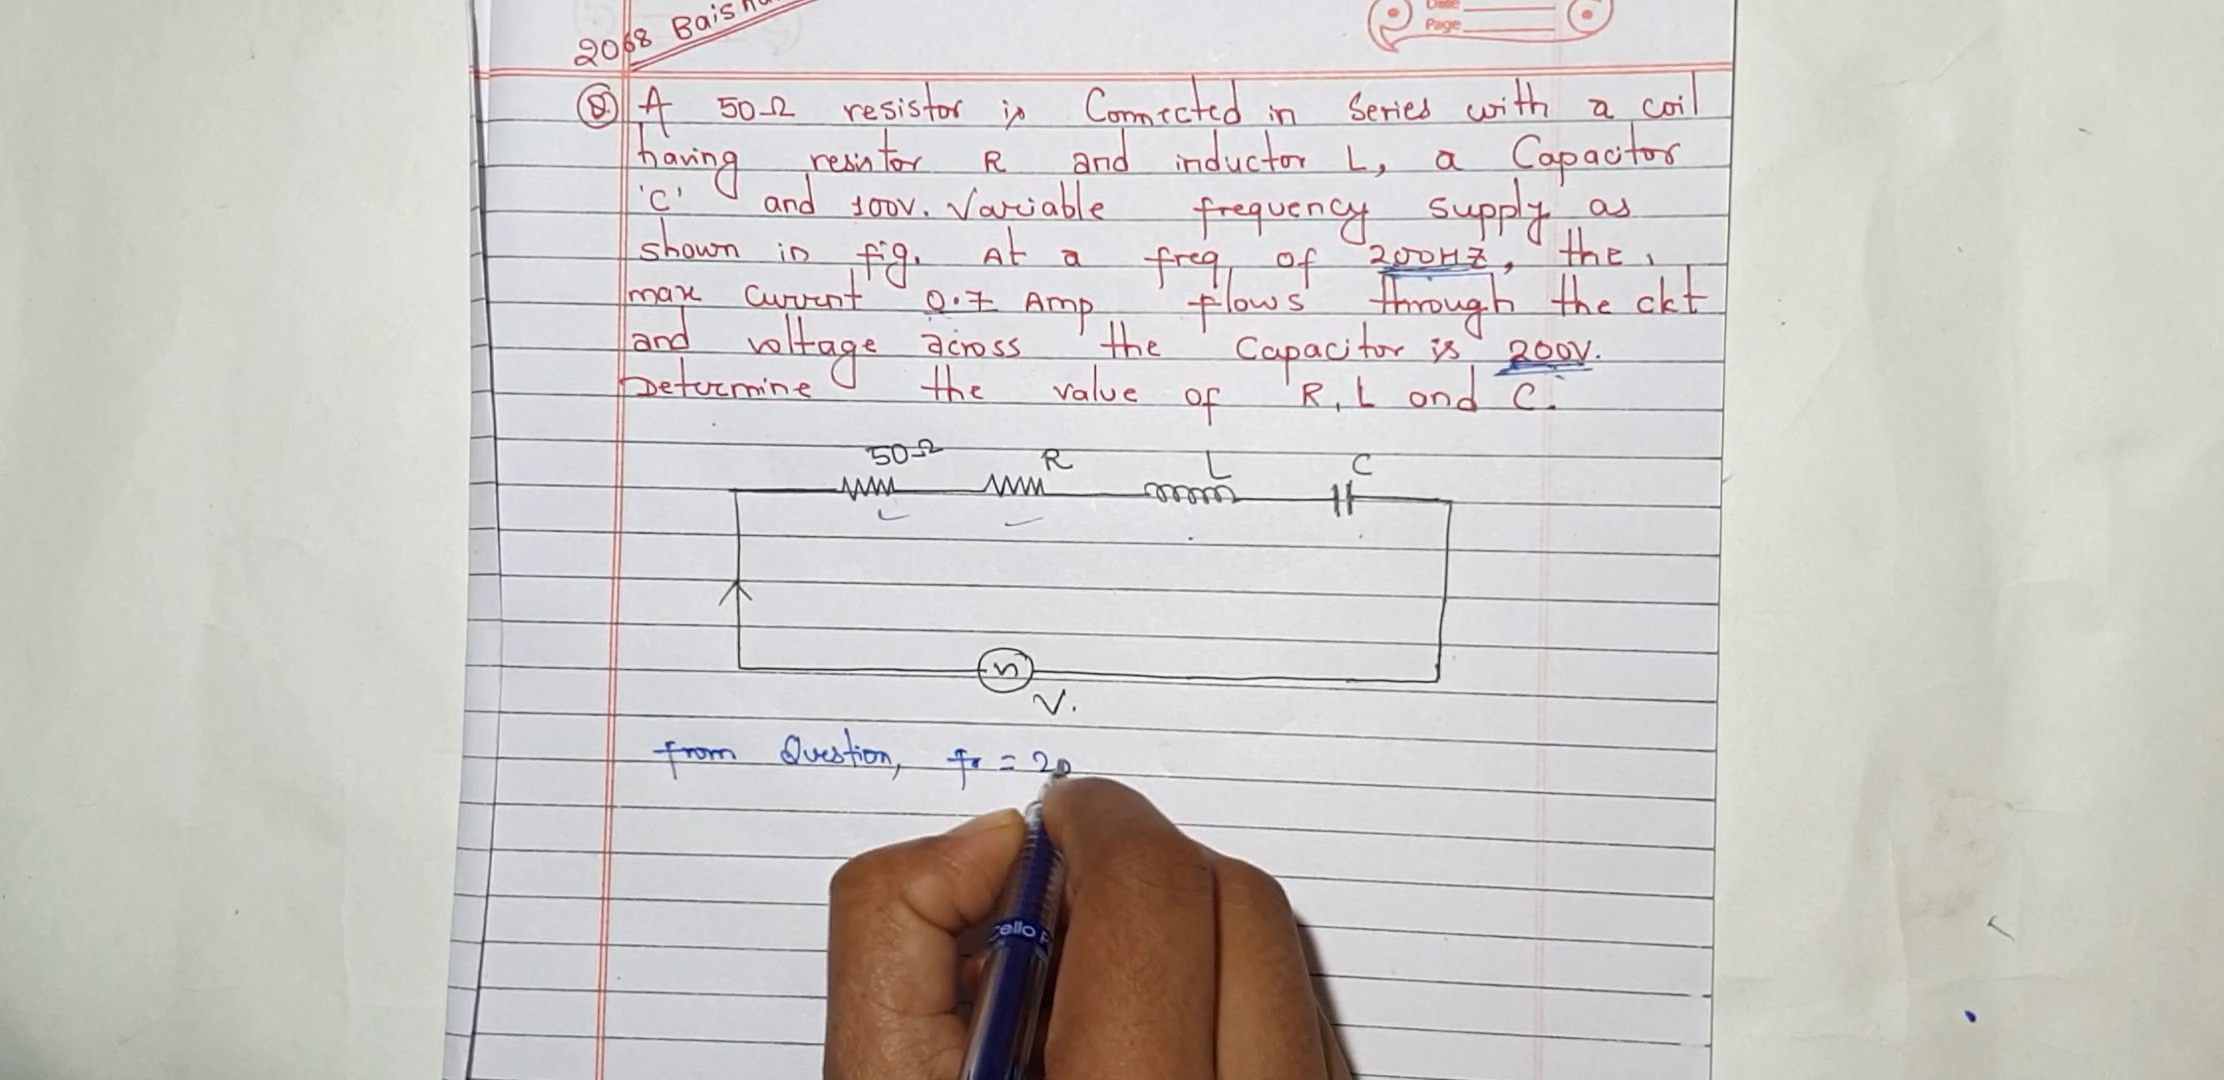 2068
Date
Page
Q. A 50Ω resistor is Connected in Series with a coil
having resistor R and inductor L, a Capacitor
'C' and 100V. Variable frequency supply as
shown in fig. At a freq. of 200HZ, the
max current 0.7 Amp flows through the ckt
and voltage across the Capacitor is 200V.
Determine the value of R, L and C.
50Ω R L C
V.
from Question, fr = 20
cello